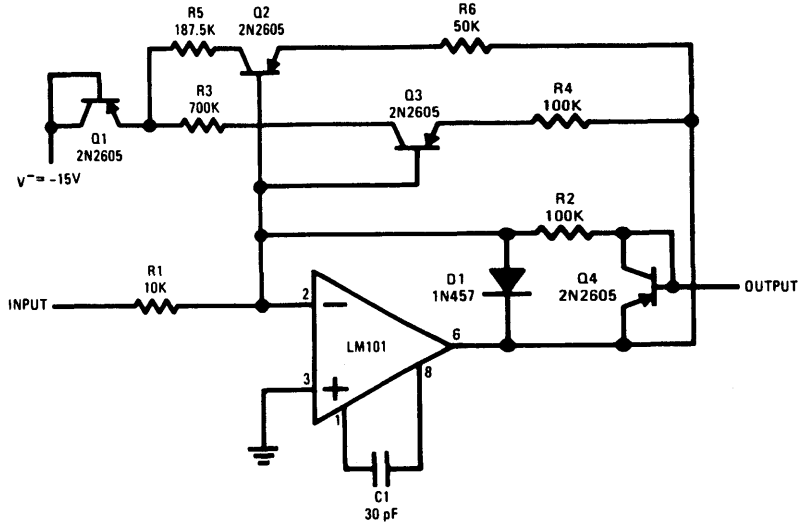 R5
187.5K
Q2
2N2605
R6
50K
R3
700K
Q3
2N2605
R4
100K
Q1
2N2605
V⁻= -15V
R2
100K
R1
10K
D1
1N457
Q4
2N2605
INPUT
OUTPUT
2
6
LM101
3
8
1
C1
30 pF